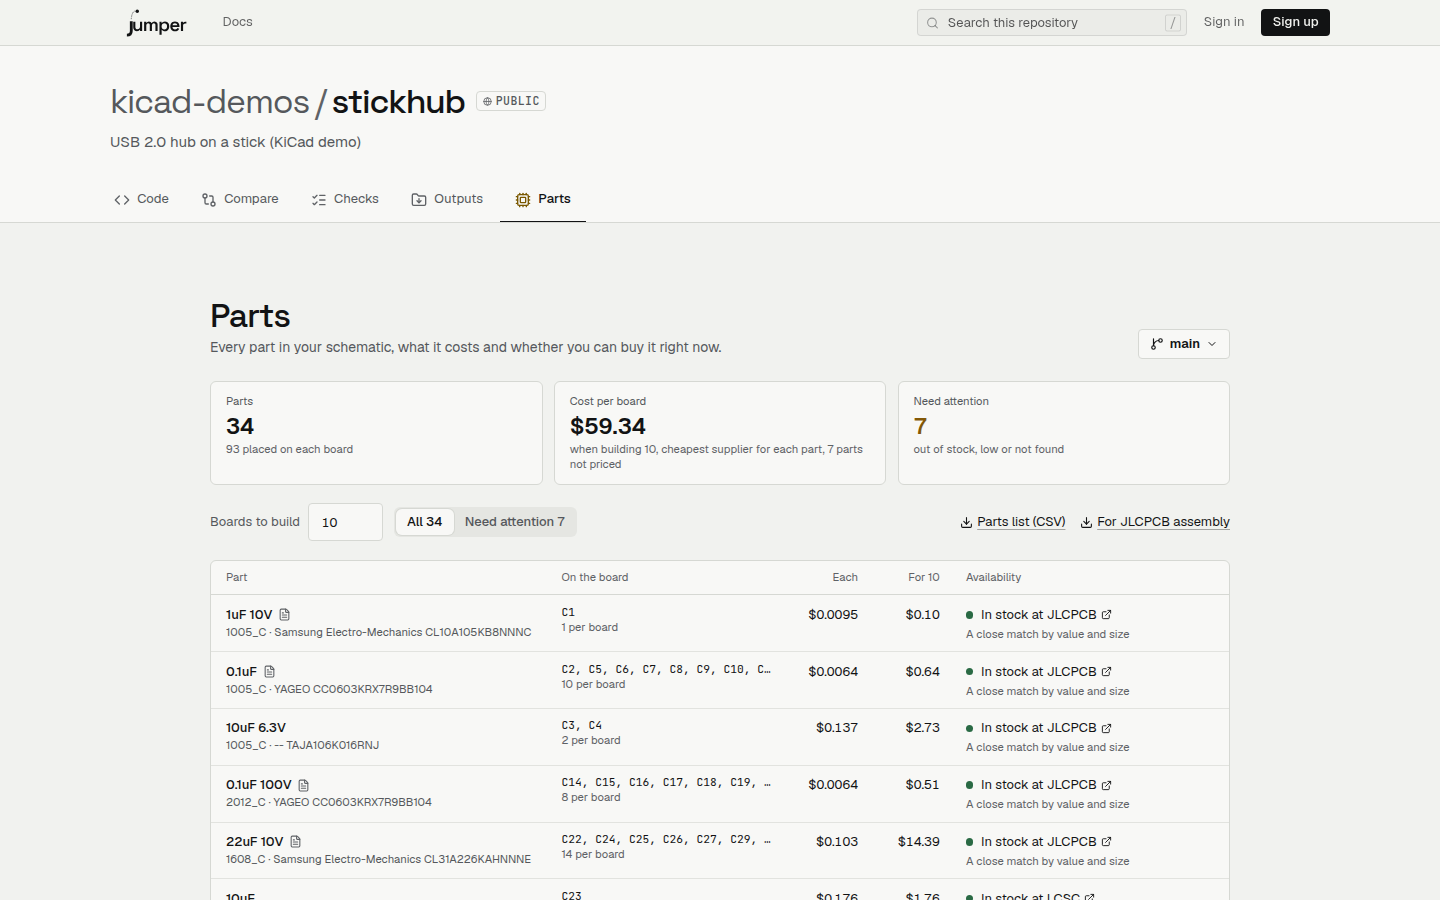 jumper
Docs
Search this repository
/
Sign in
Sign up
kicad-demos/stickhub
PUBLIC
USB 2.0 hub on a stick (KiCad demo)
Code
Compare
Checks
Outputs
Parts
Parts
Every part in your schematic, what it costs and whether you can buy it right now.
main
Parts
34
93 placed on each board
Cost per board
$59.34
when building 10, cheapest supplier for each part, 7 parts
not priced
Need attention
7
out of stock, low or not found
Boards to build
10
All 34
Need attention 7
Parts list (CSV)
For JLCPCB assembly
Part
On the board
Each
For 10
Availability
1uF 10V
1005_C · Samsung Electro-Mechanics CL10A105KB8NNNC
C1
1 per board
$0.0095
$0.10
In stock at JLCPCB
A close match by value and size
0.1uF
1005_C · YAGEO CC0603KRX7R9BB104
C2, C5, C6, C7, C8, C9, C10, C…
10 per board
$0.0064
$0.64
In stock at JLCPCB
A close match by value and size
10uF 6.3V
1005_C · -- TAJA106K016RNJ
C3, C4
2 per board
$0.137
$2.73
In stock at JLCPCB
A close match by value and size
0.1uF 100V
2012_C · YAGEO CC0603KRX7R9BB104
C14, C15, C16, C17, C18, C19, …
8 per board
$0.0064
$0.51
In stock at JLCPCB
A close match by value and size
22uF 10V
1608_C · Samsung Electro-Mechanics CL31A226KAHNNNE
C22, C24, C25, C26, C27, C29, …
14 per board
$0.103
$14.39
In stock at JLCPCB
A close match by value and size
10uF
C23
$0.176
$1.76
In stock at LCSC